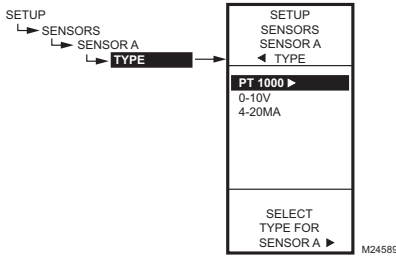 SETUP
SENSORS
SENSOR A
TYPE
SETUP
SENSORS
SENSOR A
◄ TYPE
PT 1000 ►
0-10V
4-20MA
SELECT
TYPE FOR
SENSOR A ►
M24589